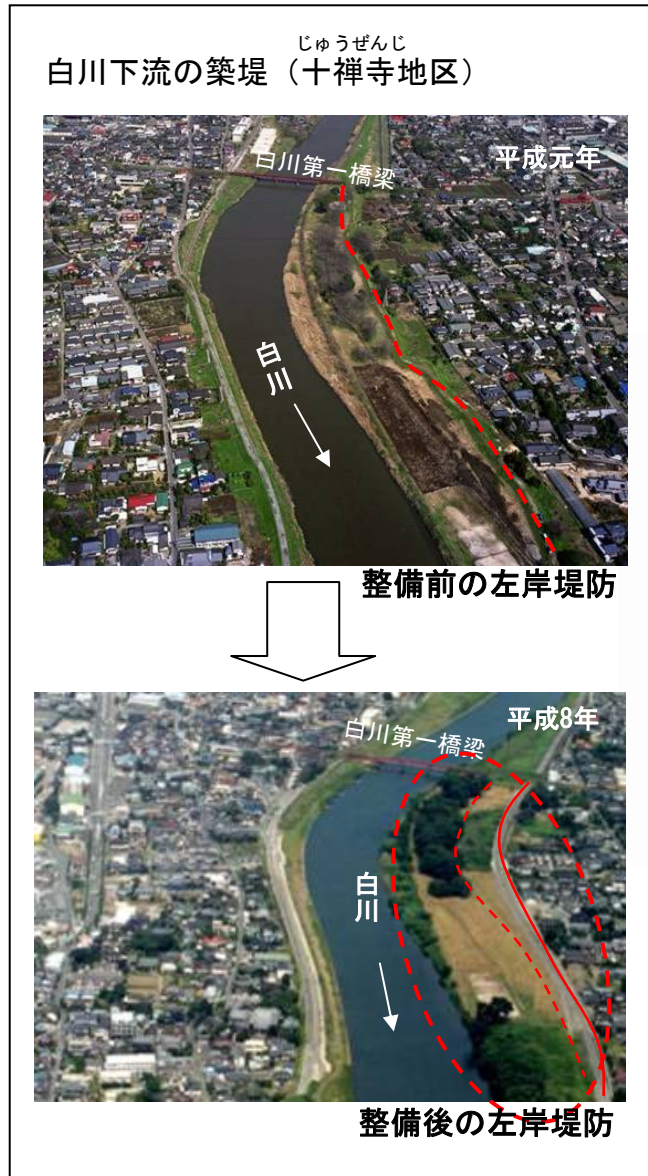 じゅうぜんじ
白川下流の築堤（十禅寺地区）
平成元年
白川第一橋梁
白川
整備前の左岸堤防
平成8年
白川第一橋梁
白川
整備後の左岸堤防